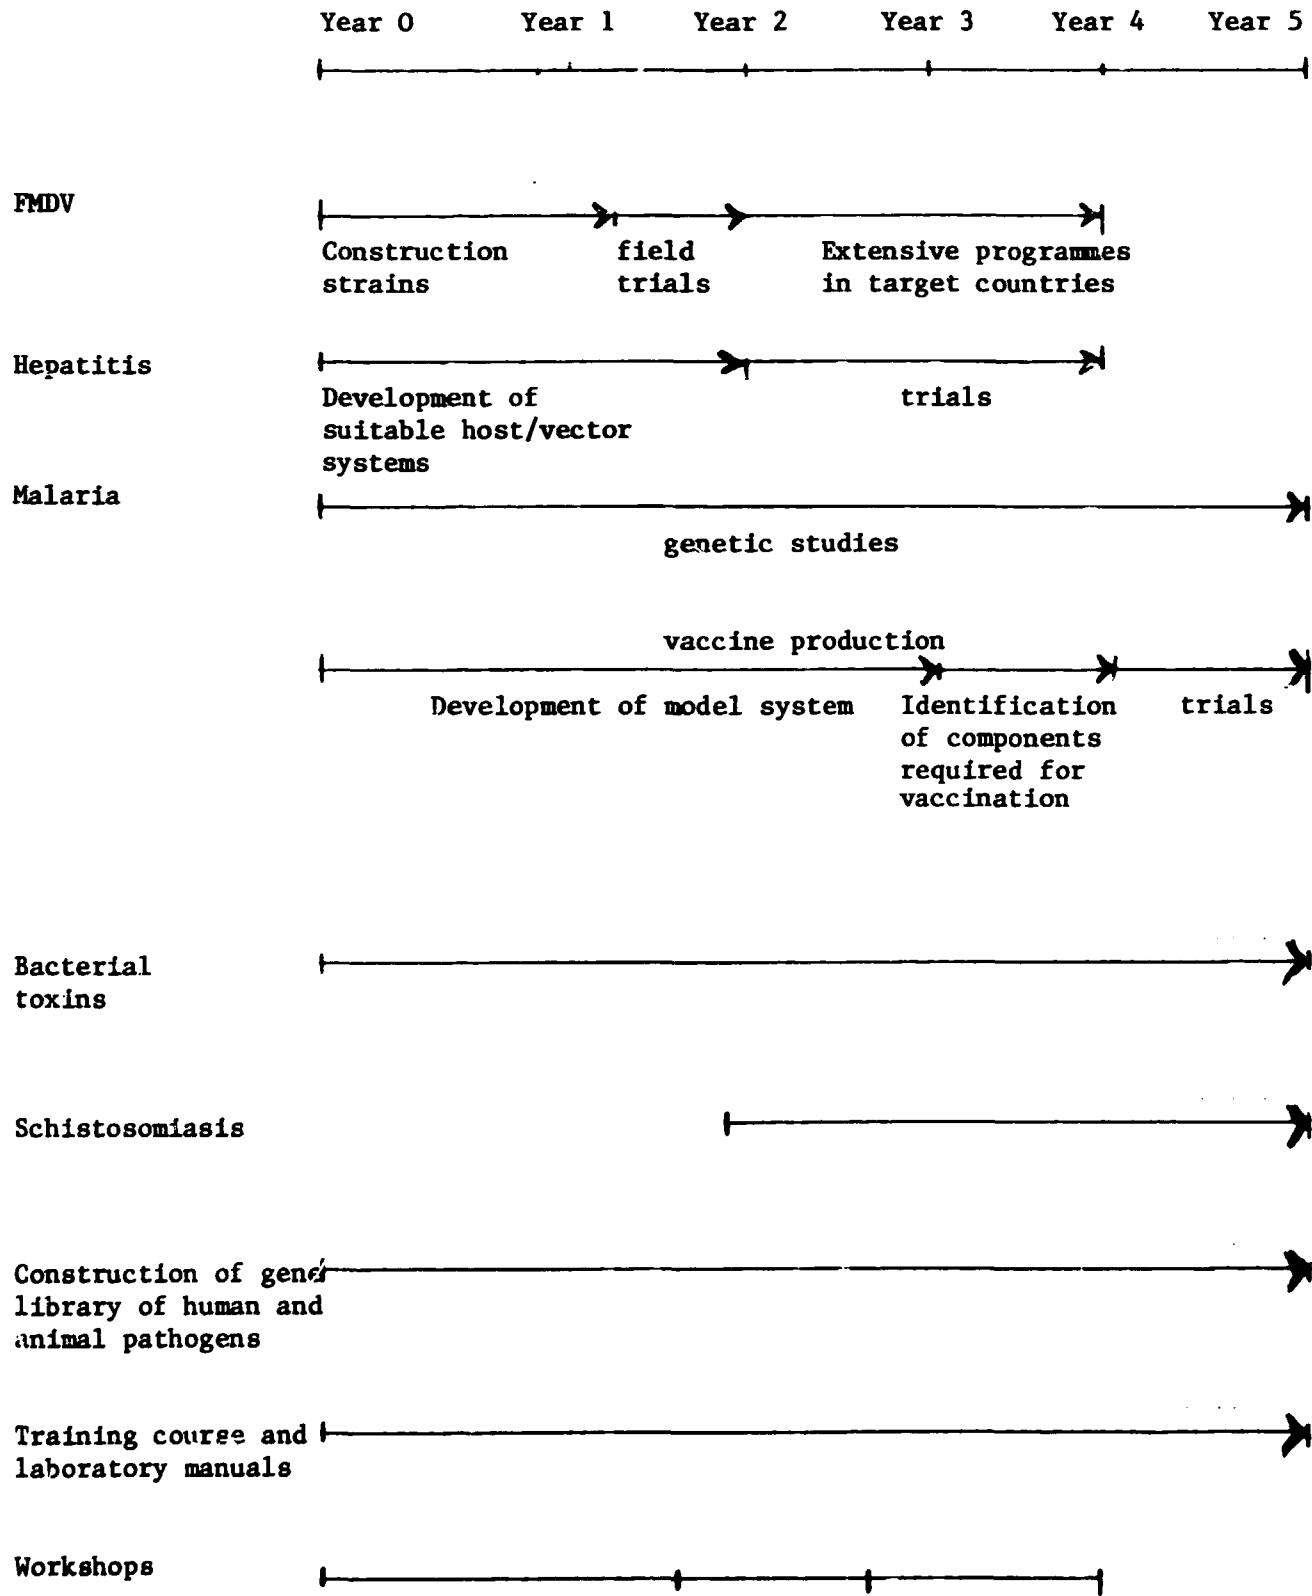 Year 0 Year 1 Year 2 Year 3 Year 4 Year 5
FMDV
Construction field Extensive programmes
strains trials in target countries
Hepatitis
Development of trials
suitable host/vector
systems
Malaria
genetic studies
vaccine production
Development of model system Identification trials
of components
required for
vaccination
Bacterial
toxins
Schistosomiasis
Construction of gene
library of human and
animal pathogens
Training course and
laboratory manuals
Workshops